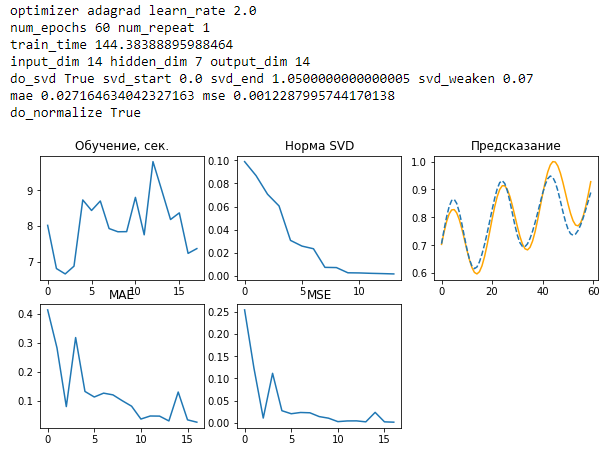 optimizer adagrad learn_rate 2.0
num_epochs 60 num_repeat 1
train_time 144.38388895988464
input_dim 14 hidden_dim 7 output_dim 14
do_svd True svd_start 0.0 svd_end 1.0500000000000005 svd_weaken 0.07
mae 0.027164634042327163 mse 0.0012287995744170138
do_normalize True
Обучение, сек.
9
8
7
0 5 10 15
Норма SVD
0.10
0.08
0.06
0.04
0.02
0.00
0 5 10
Предсказание
1.0
0.9
0.8
0.7
0.6
0 20 40 60
MAE
0.4
0.3
0.2
0.1
0 5 10 15
MSE
0.25
0.20
0.15
0.10
0.05
0.00
0 5 10 15